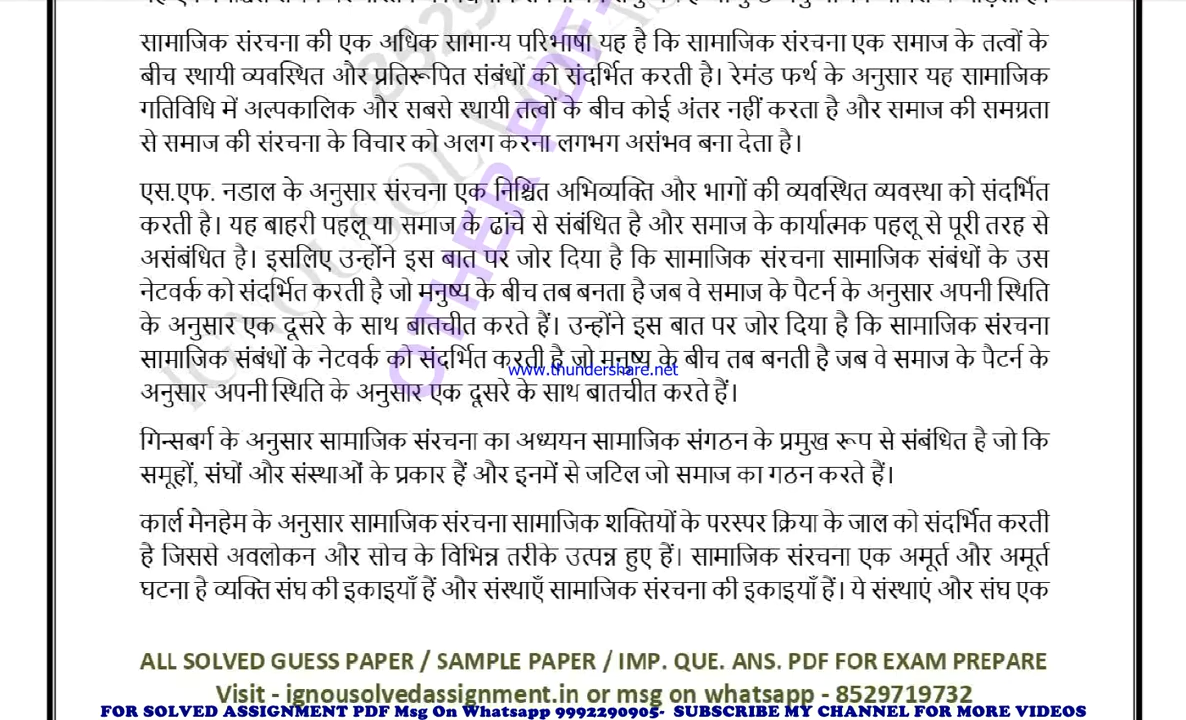 सामाजिक संरचना की एक अधिक सामान्य परिभाषा यह है कि सामाजिक संरचना एक समाज के तत्वों के
बीच स्थायी व्यवस्थित और प्रतिरूपित संबंधों को संदर्भित करती है। रेमंड फर्थ के अनुसार यह सामाजिक
गतिविधि में अल्पकालिक और सबसे स्थायी तत्वों के बीच कोई अंतर नहीं करता है और समाज की समग्रता
से समाज की संरचना के विचार को अलग करना लगभग असंभव बना देता है।
एस.एफ. नडाल के अनुसार संरचना एक निश्चित अभिव्यक्ति और भागों की व्यवस्थित व्यवस्था को संदर्भित
करती है। यह बाहरी पहलू या समाज के ढांचे से संबंधित है और समाज के कार्यात्मक पहलू से पूरी तरह से
असंबंधित है। इसलिए उन्होंने इस बात पर जोर दिया है कि सामाजिक संरचना सामाजिक संबंधों के उस
नेटवर्क को संदर्भित करती है जो मनुष्य के बीच तब बनता है जब वे समाज के पैटर्न के अनुसार अपनी स्थिति
के अनुसार एक दूसरे के साथ बातचीत करते हैं। उन्होंने इस बात पर जोर दिया है कि सामाजिक संरचना
सामाजिक संबंधों के नेटवर्क को संदर्भित करती है जो मनुष्य के बीच तब बनती है जब वे समाज के पैटर्न के
www.thundershare.net
अनुसार अपनी स्थिति के अनुसार एक दूसरे के साथ बातचीत करते हैं।
गिन्सबर्ग के अनुसार सामाजिक संरचना का अध्ययन सामाजिक संगठन के प्रमुख रूप से संबंधित है जो कि
समूहों, संघों और संस्थाओं के प्रकार हैं और इनमें से जटिल जो समाज का गठन करते हैं।
कार्ल मेनहेम के अनुसार सामाजिक संरचना सामाजिक शक्तियों के परस्पर क्रिया के जाल को संदर्भित करती
है जिससे अवलोकन और सोच के विभिन्न तरीके उत्पन्न हुए हैं। सामाजिक संरचना एक अमूर्त और अमूर्त
घटना है व्यक्ति संघ की इकाइयाँ हैं और संस्थाएँ सामाजिक संरचना की इकाइयाँ हैं। ये संस्थाएं और संघ एक
OTHER PDF
8529
IGNOUSOLV
ALL SOLVED GUESS PAPER / SAMPLE PAPER / IMP. QUE. ANS. PDF FOR EXAM PREPARE
Visit - ignousolvedassignment.in or msg on whatsapp - 8529719732
FOR SOLVED ASSIGNMENT PDF Msg On Whatsapp 9992290905- SUBSCRIBE MY CHANNEL FOR MORE VIDEOS